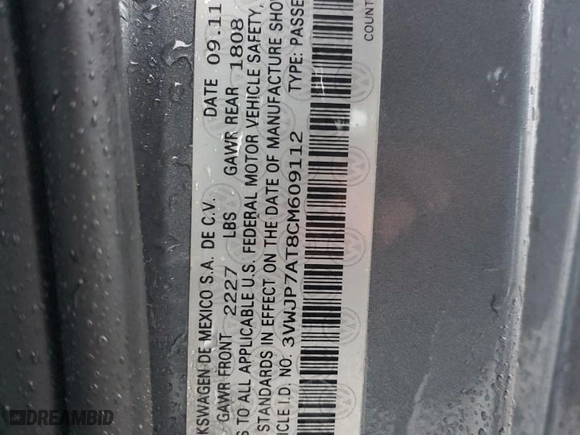 KSWAGEN DE MEXICO S.A. DE C.V. DATE 09.11
GAWR FRONT 2227 LBS GAWR REAR 1808
S TO ALL APPLICABLE U.S. FEDERAL MOTOR VEHICLE SAFETY,
STANDARDS IN EFFECT ON THE DATE OF MANUFACTURE SHO
ICLE I.D. NO. 3VWJP7AT8CM609112 TYPE: PASSE
COUNT
DREAMBID